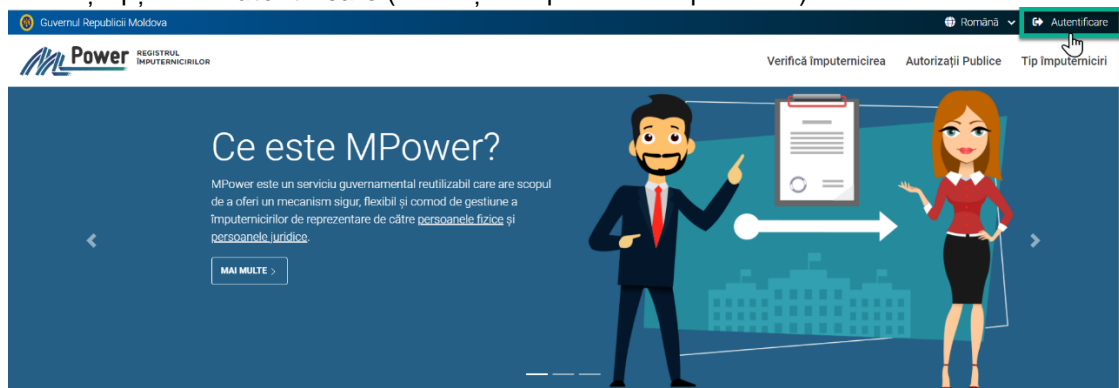 Guvernul Republicii Moldova
Română
Autentificare
Power
REGISTRUL
ÎMPUTERNICIRILOR
Verifică împuternicirea
Autorizații Publice
Tip împuterniciri
Ce este MPower?
MPower este un serviciu guvernamental reutilizabil care are scopul
de a oferi un mecanism sigur, flexibil și comod de gestiune a
împuternicirilor de reprezentare de către persoanele fizice și
persoanele juridice.
MAI MULTE >